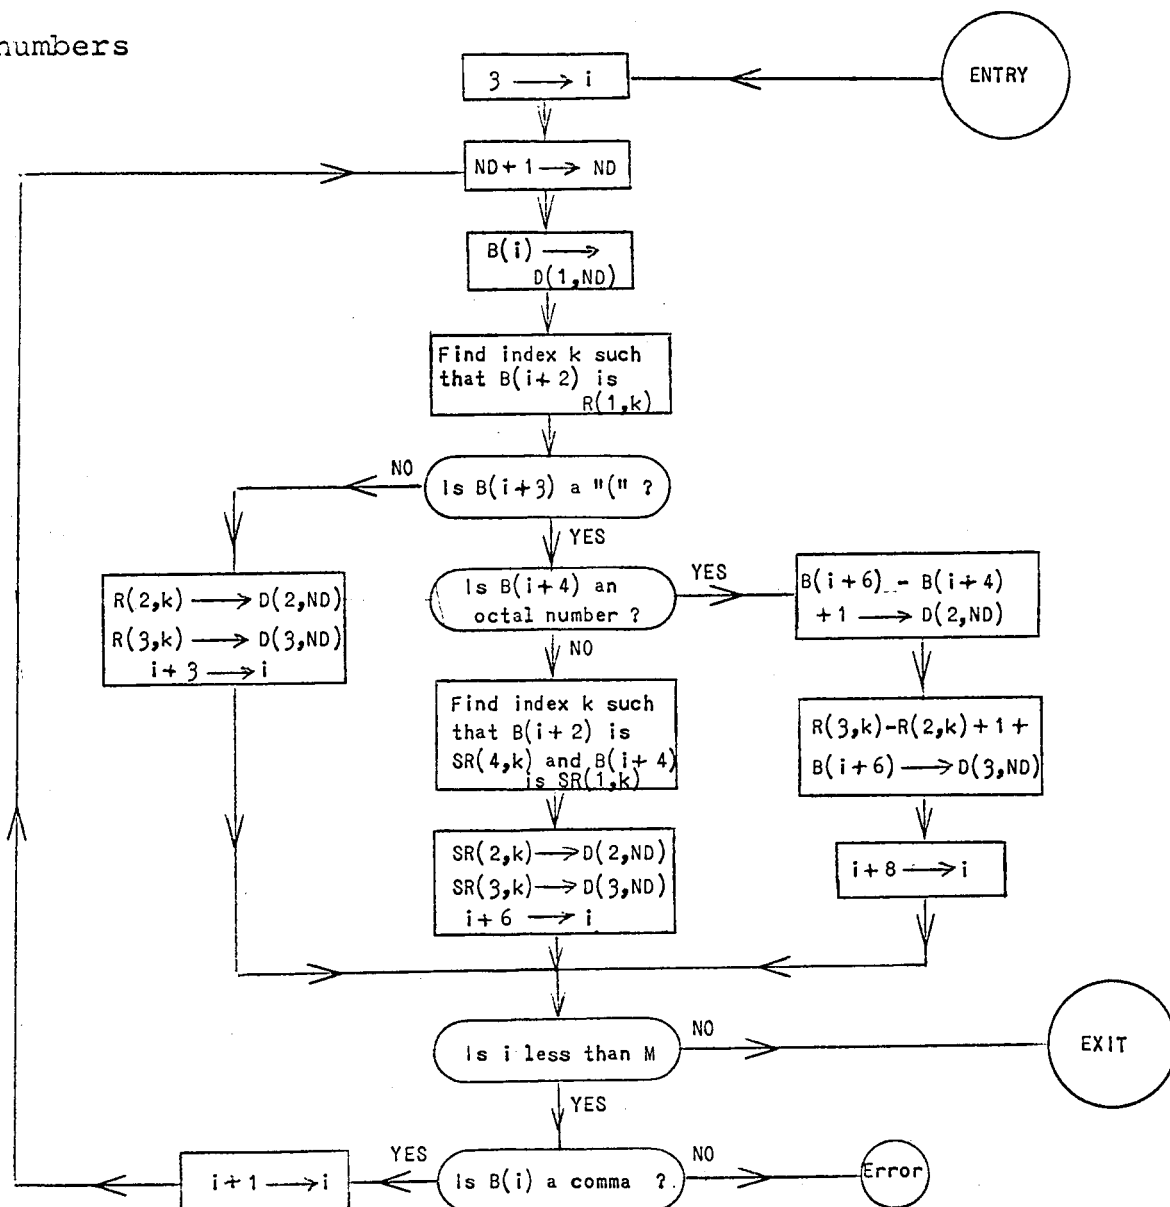 numbers
3 ⟶ i
ENTRY
ND+1 ⟶ ND
B(i) ⟶
D(1,ND)
Find index k such
that B(i+2) is
R(1,k)
NO
Is B(i+3) a "(" ?
YES
Is B(i+4) an
octal number ?
YES
B(i+6) - B(i+4)
+1 ⟶ D(2,ND)
R(2,k) ⟶ D(2,ND)
R(3,k) ⟶ D(3,ND)
i+3 ⟶ i
NO
Find index k such
that B(i+2) is
SR(4,k) and B(i+4)
is SR(1,k)
R(3,k)-R(2,k)+1+
B(i+6) ⟶ D(3,ND)
SR(2,k) ⟶ D(2,ND)
SR(3,k) ⟶ D(3,ND)
i+6 ⟶ i
i+8 ⟶ i
Is i less than M
NO
EXIT
YES
Is B(i) a comma ?
YES
NO
i+1 ⟶ i
Error